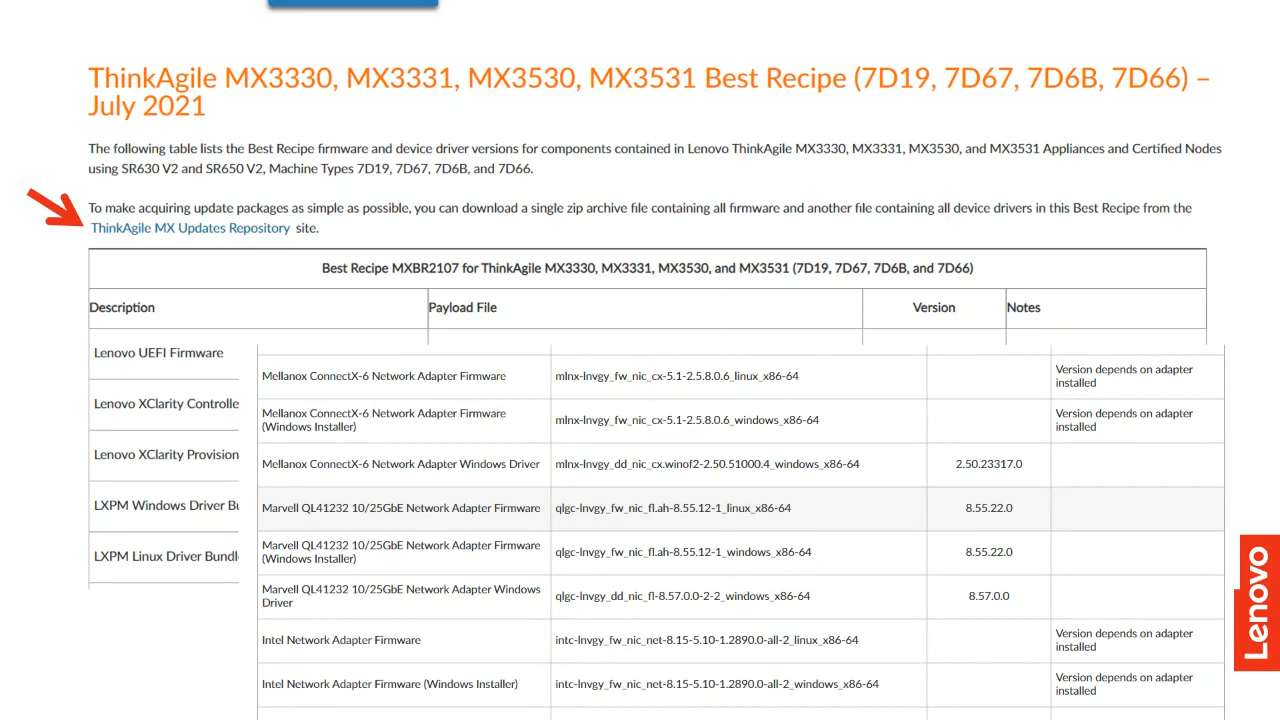 ThinkAgile MX3330, MX3331, MX3530, MX3531 Best Recipe (7D19, 7D67, 7D6B, 7D66) –
July 2021
The following table lists the Best Recipe firmware and device driver versions for components contained in Lenovo ThinkAgile MX3330, MX3331, MX3530, and MX3531 Appliances and Certified Nodes
using SR630 V2 and SR650 V2, Machine Types 7D19, 7D67, 7D6B, and 7D66.
To make acquiring update packages as simple as possible, you can download a single zip archive file containing all firmware and another file containing all device drivers in this Best Recipe from the
ThinkAgile MX Updates Repository site.
Best Recipe MXBR2107 for ThinkAgile MX3330, MX3331, MX3530, and MX3531 (7D19, 7D67, 7D6B, and 7D66)
Description Payload File Version Notes
Lenovo UEFI Firmware
Lenovo XClarity Controlle
Lenovo XClarity Provision
LXPM Windows Driver Bu
LXPM Linux Driver Bundl
Mellanox ConnectX-6 Network Adapter Firmware mlnx-lnvgy_fw_nic_cx-5.1-2.5.8.0.6_linux_x86-64 Version depends on adapter
installed
Mellanox ConnectX-6 Network Adapter Firmware
(Windows Installer) mlnx-lnvgy_fw_nic_cx-5.1-2.5.8.0.6_windows_x86-64 Version depends on adapter
installed
Mellanox ConnectX-6 Network Adapter Windows Driver mlnx-lnvgy_dd_nic_cx.winof2-2.50.51000.4_windows_x86-64 2.50.23317.0
Marvell QL41232 10/25GbE Network Adapter Firmware qlgc-lnvgy_fw_nic_fl.ah-8.55.12-1_linux_x86-64 8.55.22.0
Marvell QL41232 10/25GbE Network Adapter Firmware
(Windows Installer) qlgc-lnvgy_fw_nic_fl.ah-8.55.12-1_windows_x86-64 8.55.22.0
Marvell QL41232 10/25GbE Network Adapter Windows
Driver qlgc-lnvgy_dd_nic_fl-8.57.0.0-2-2_windows_x86-64 8.57.0.0
Intel Network Adapter Firmware intc-lnvgy_fw_nic_net-8.15-5.10-1.2890.0-all-2_linux_x86-64 Version depends on adapter
installed
Intel Network Adapter Firmware (Windows Installer) intc-lnvgy_fw_nic_net-8.15-5.10-1.2890.0-all-2_windows_x86-64 Version depends on adapter
installed
Lenovo